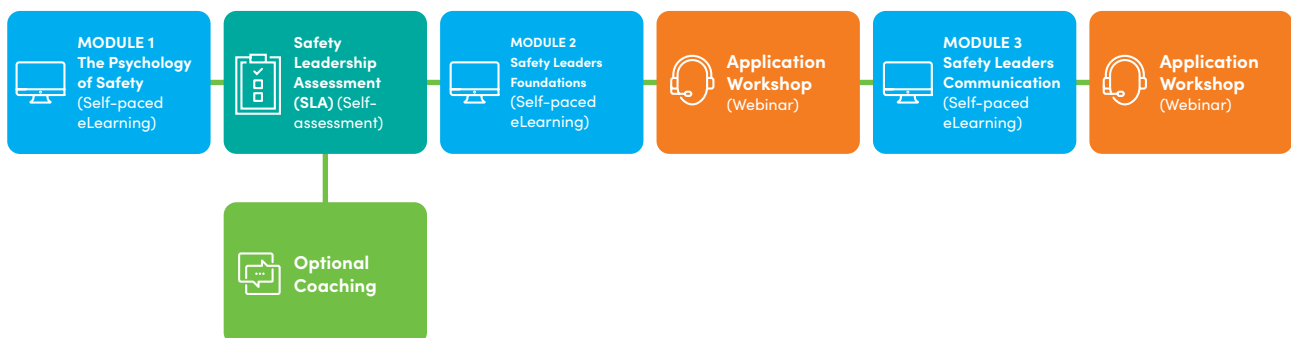 MODULE 1
The Psychology
of Safety
(Self-paced
eLearning)
Safety
Leadership
Assessment
(SLA) (Self-
assessment)
MODULE 2
Safety Leaders
Foundations
(Self-paced
eLearning)
Application
Workshop
(Webinar)
MODULE 3
Safety Leaders
Communication
(Self-paced
eLearning)
Application
Workshop
(Webinar)
Optional
Coaching